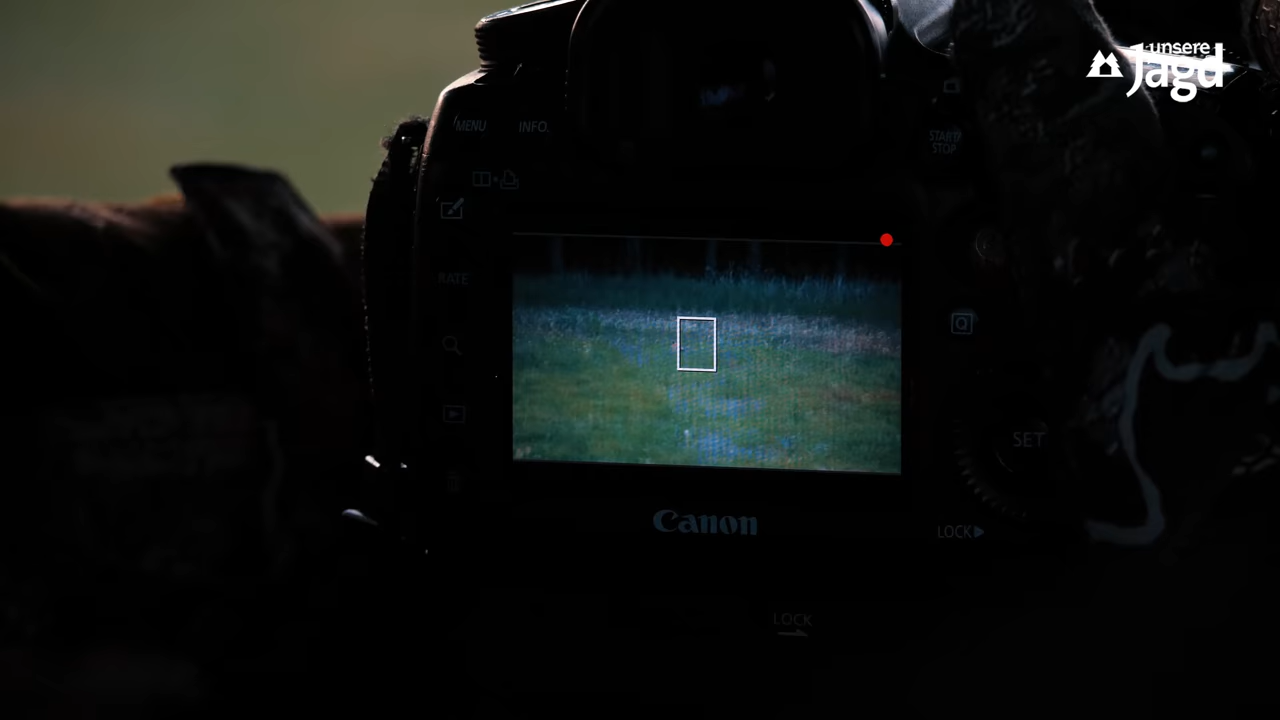 unsere
Jagd
MENU
INFO.
START/
STOP
RATE
Q
SET
Canon
LOCK
LOCK